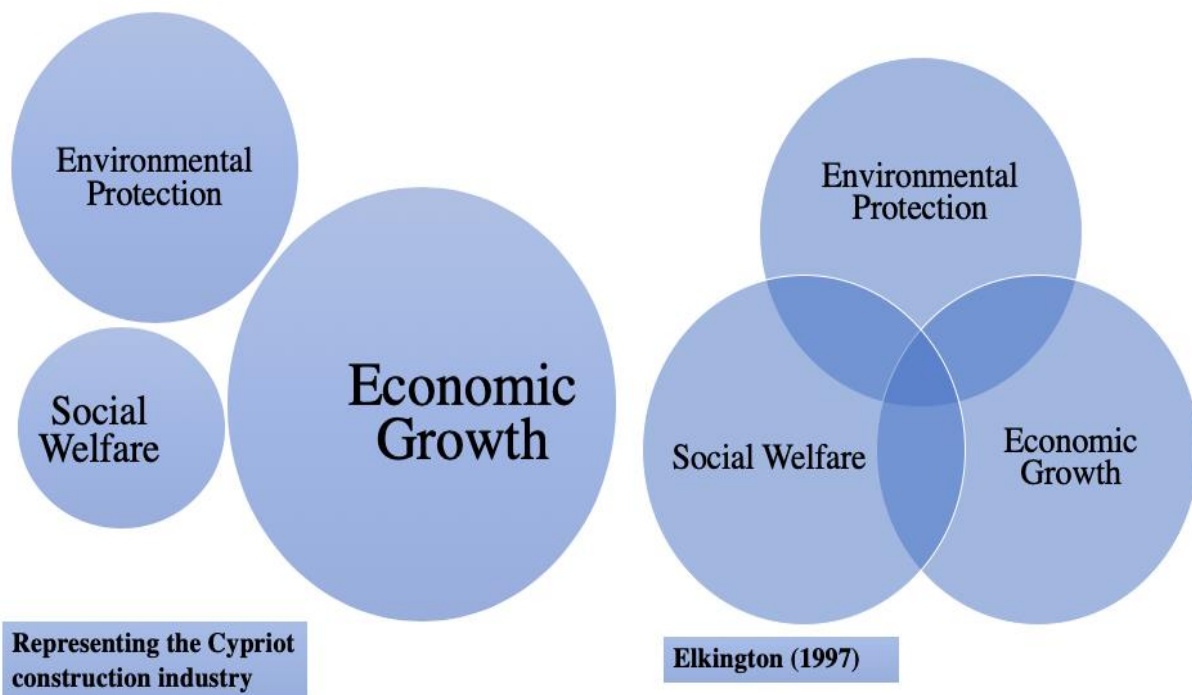 Environmental
Protection
Social
Welfare
Economic
Growth
Representing the Cypriot
construction industry
Environmental
Protection
Social Welfare
Economic
Growth
Elkington (1997)